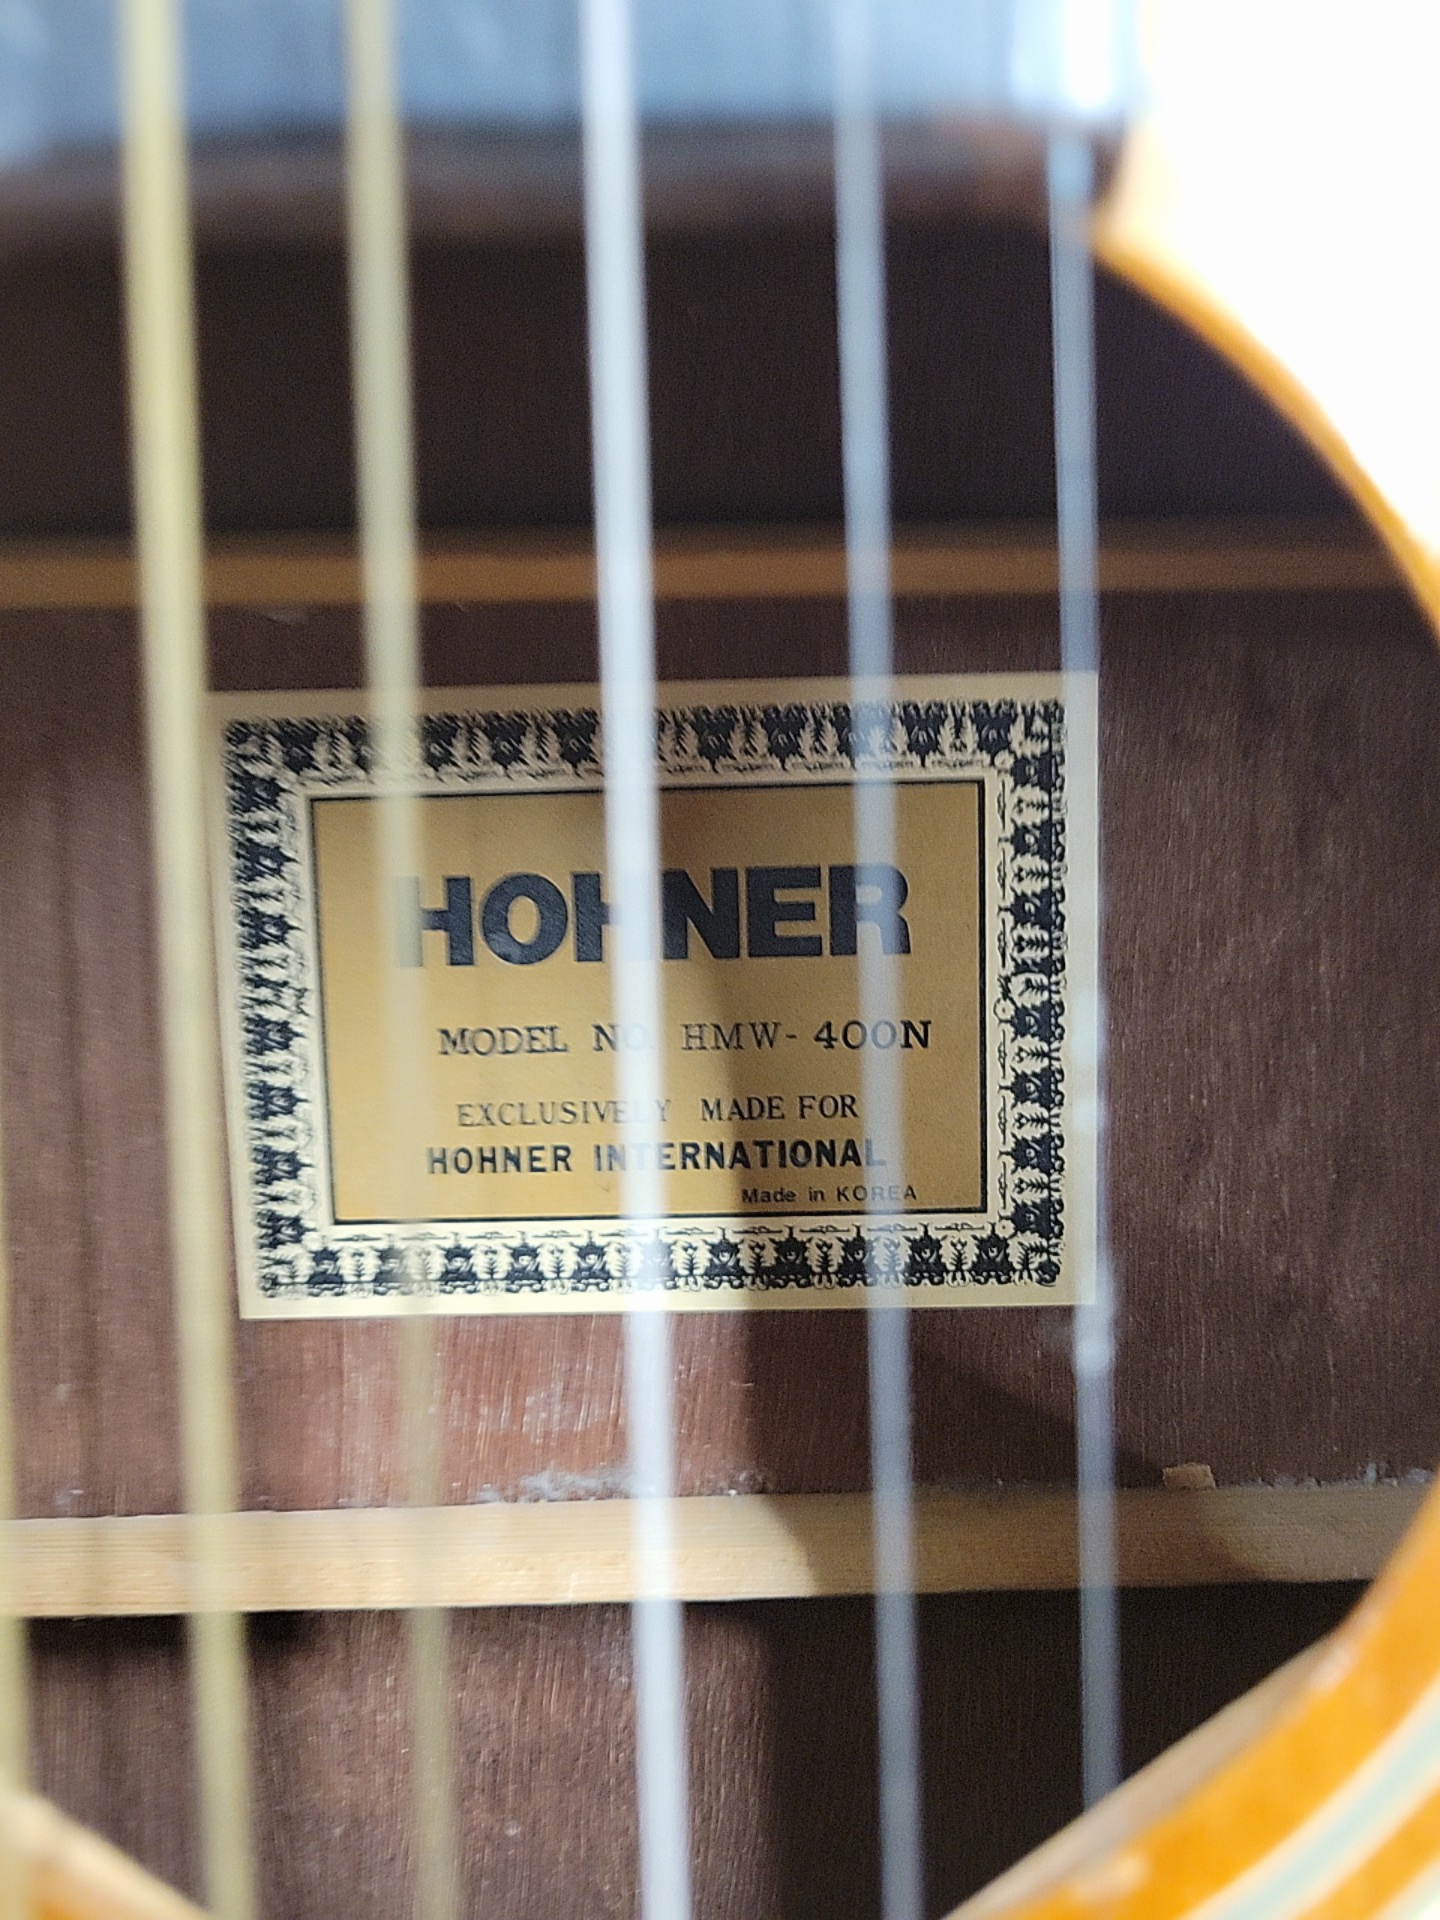 HOHNER
MODEL NO. HMW-400N
EXCLUSIVELY MADE FOR
HOHNER INTERNATIONAL
Made in KOREA